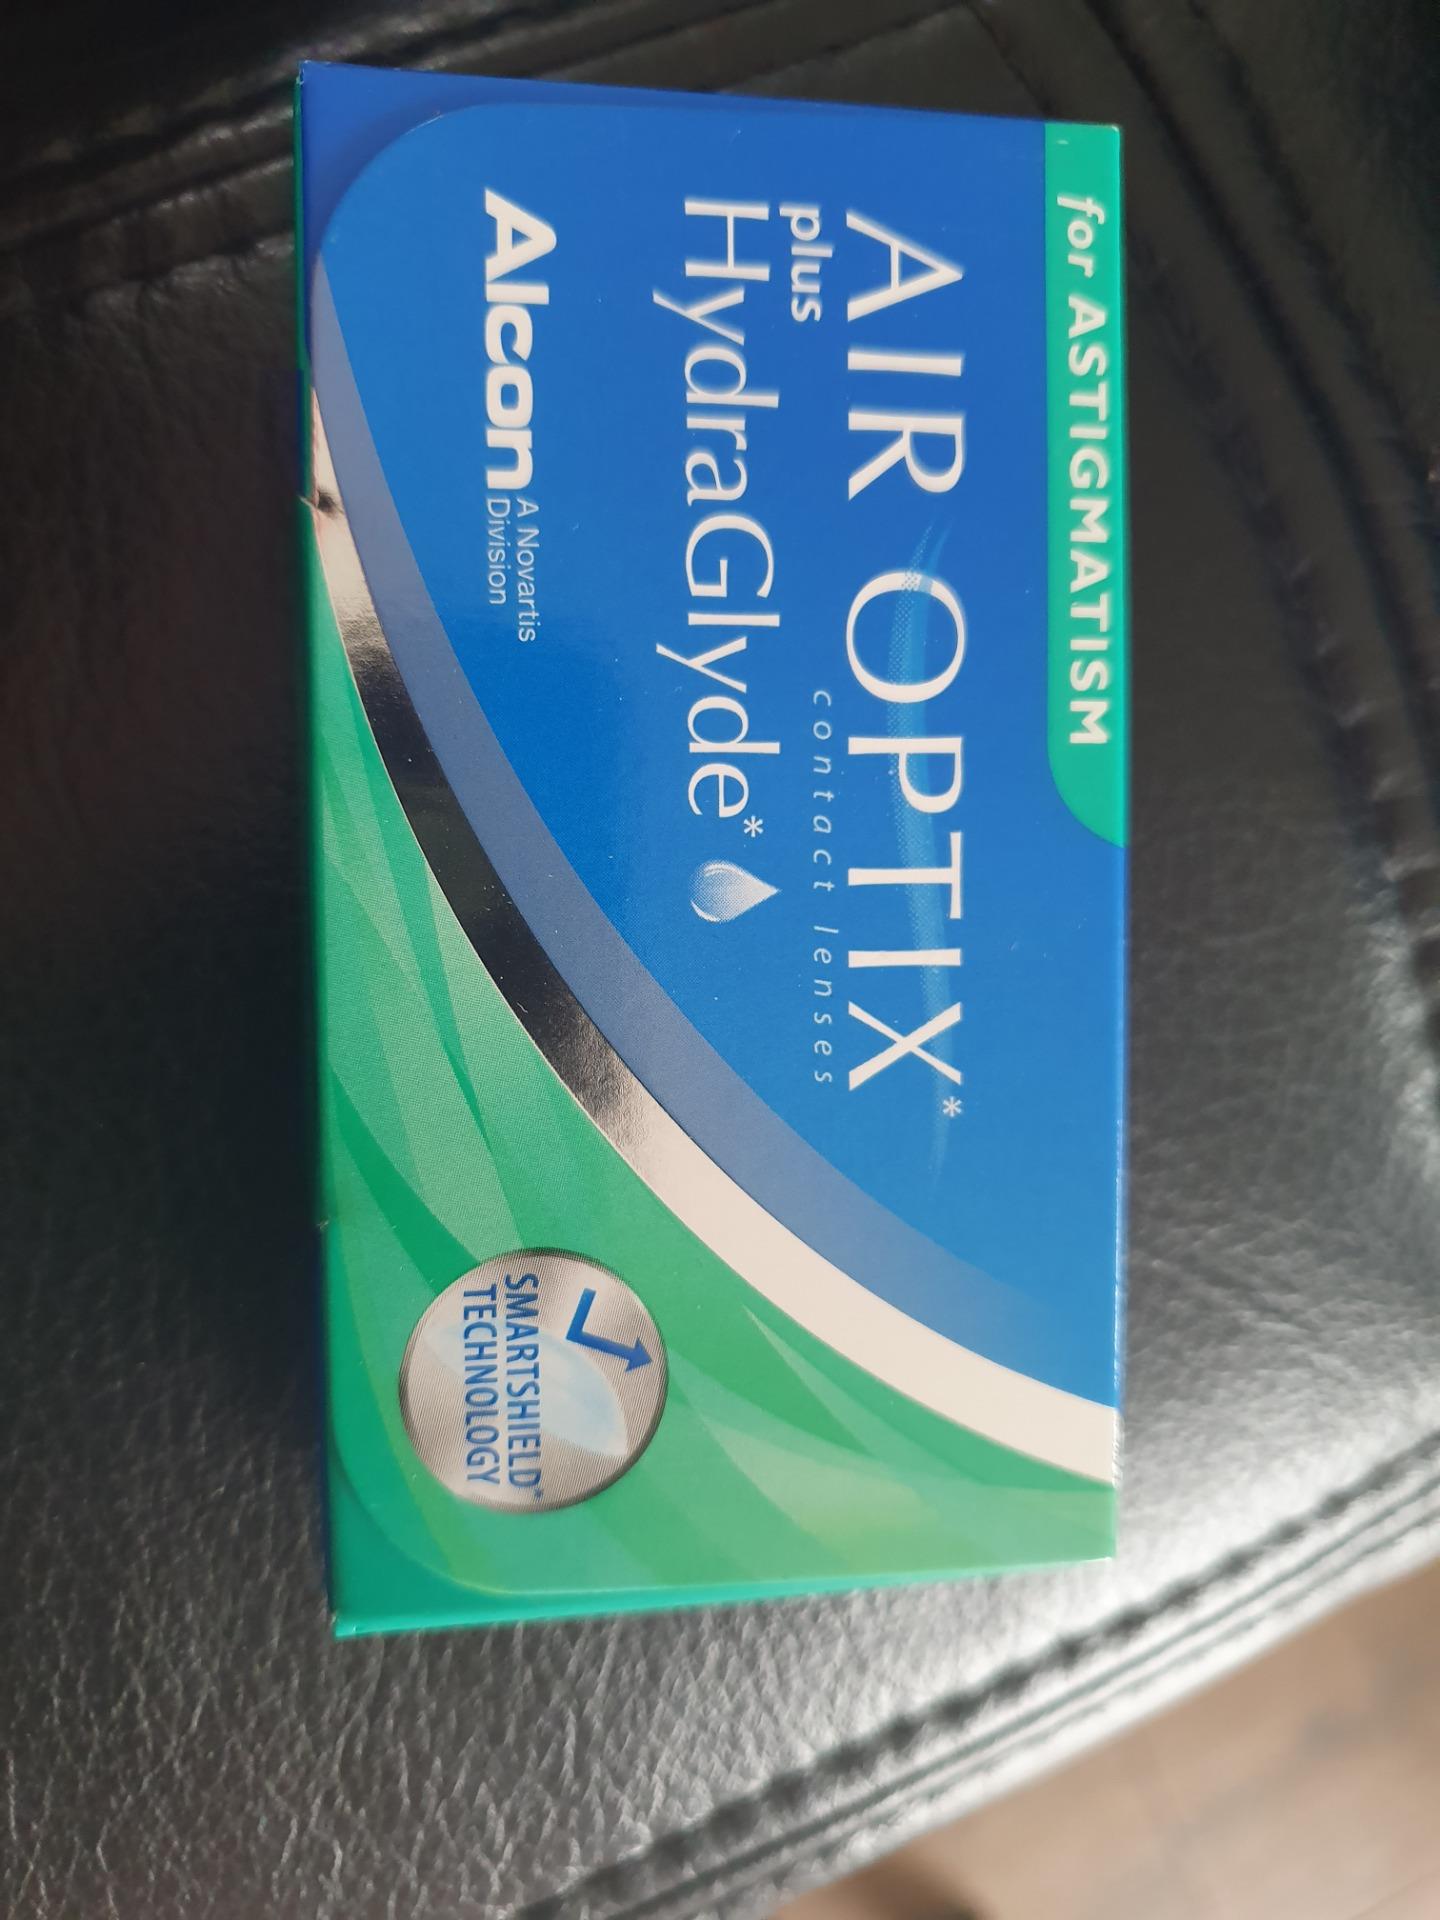 for ASTIGMATISM
AIR OPTIX*
contact lenses
plus
HydraGlyde*
Alcon
A Novartis
Division
SMARTSHIELD*
TECHNOLOGY